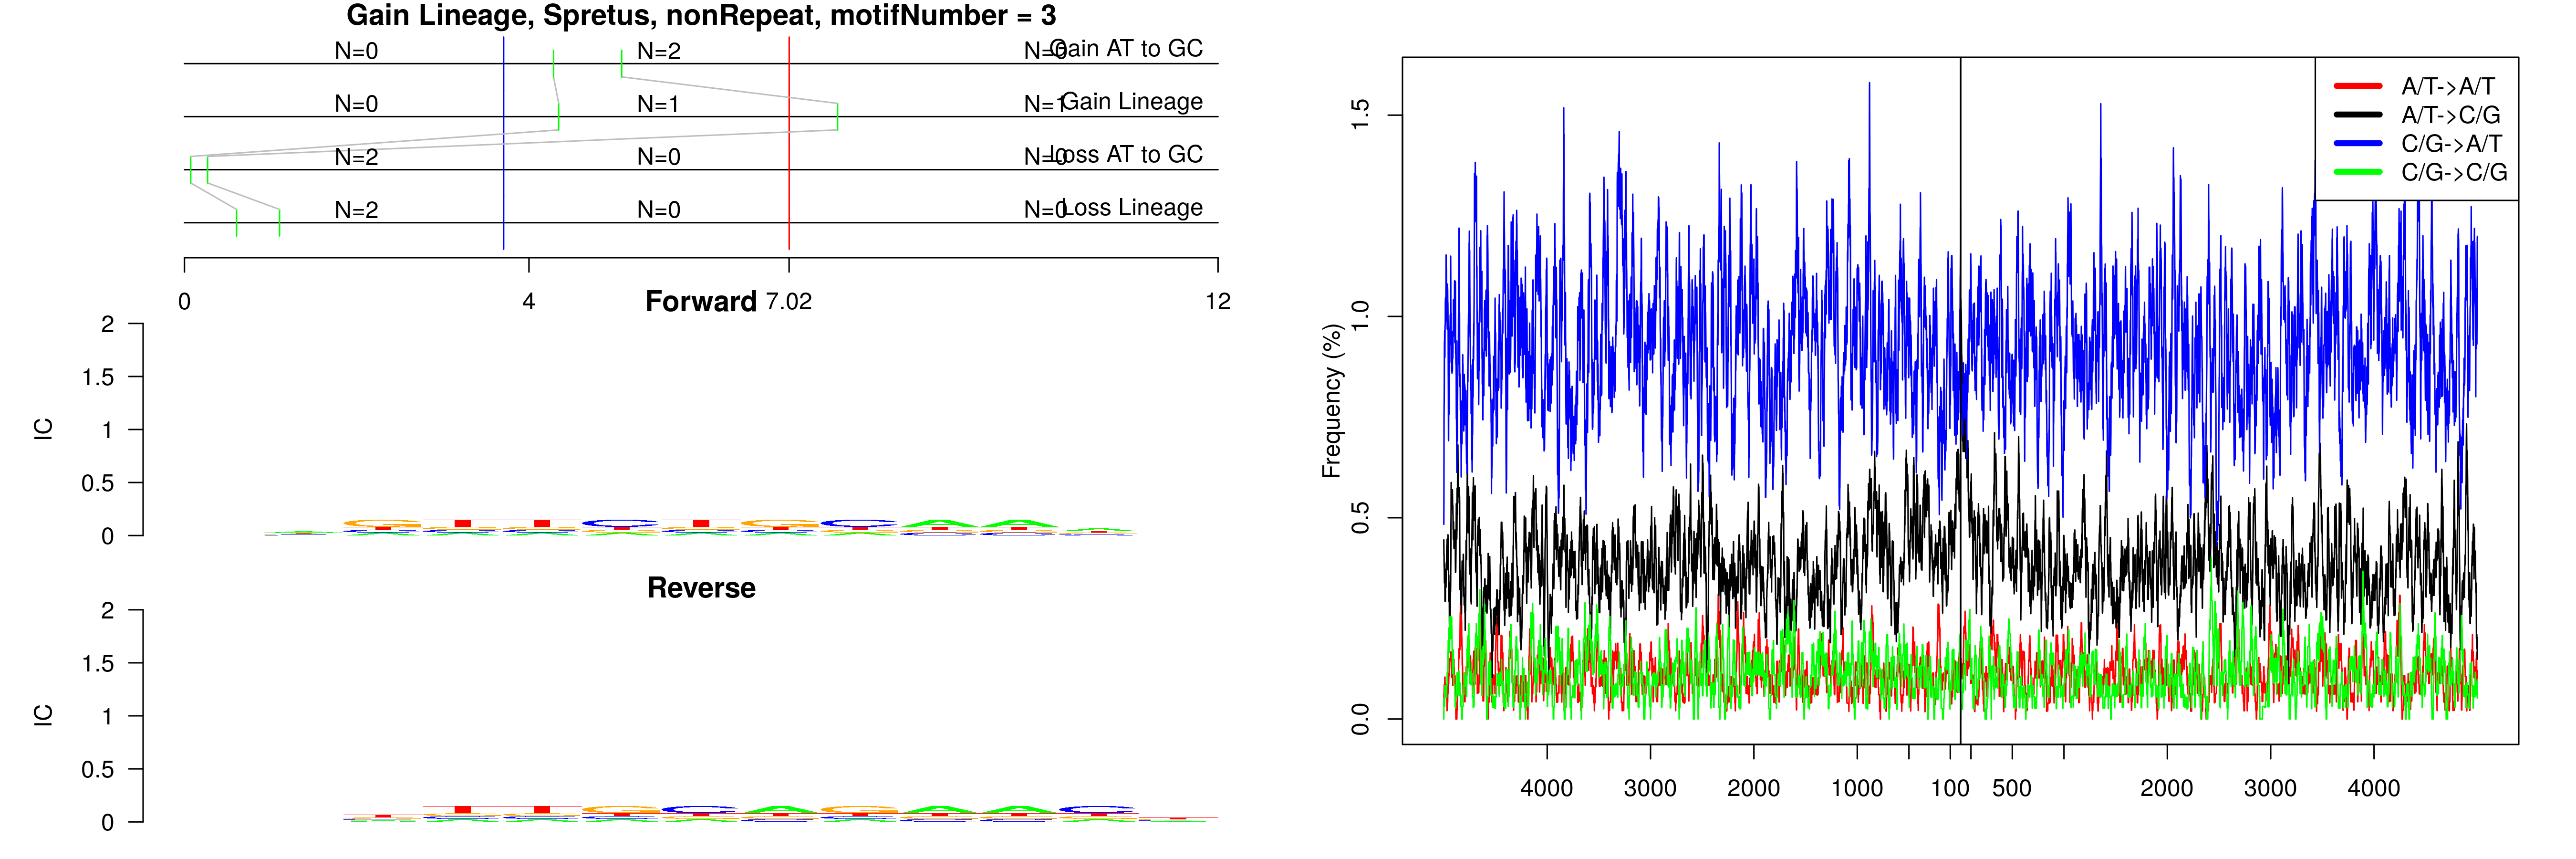 Gain Lineage, Spretus, nonRepeat, motifNumber = 3
N=0 N=2 N=0 Gain AT to GC
N=0 N=1 N=1 Gain Lineage
N=2 N=0 N=0 Loss AT to GC
N=2 N=0 N=0 Loss Lineage
0 4 7.02 12
Forward
IC
2
1.5
1
0.5
0
GTTCTGCAA
Reverse
IC
2
1.5
1
0.5
0
TTGCAGAAC
A/T->A/T
A/T->C/G
C/G->A/T
C/G->C/G
Frequency (%)
1.5
1.0
0.5
0.0
4000 3000 2000 1000 100 500 2000 3000 4000